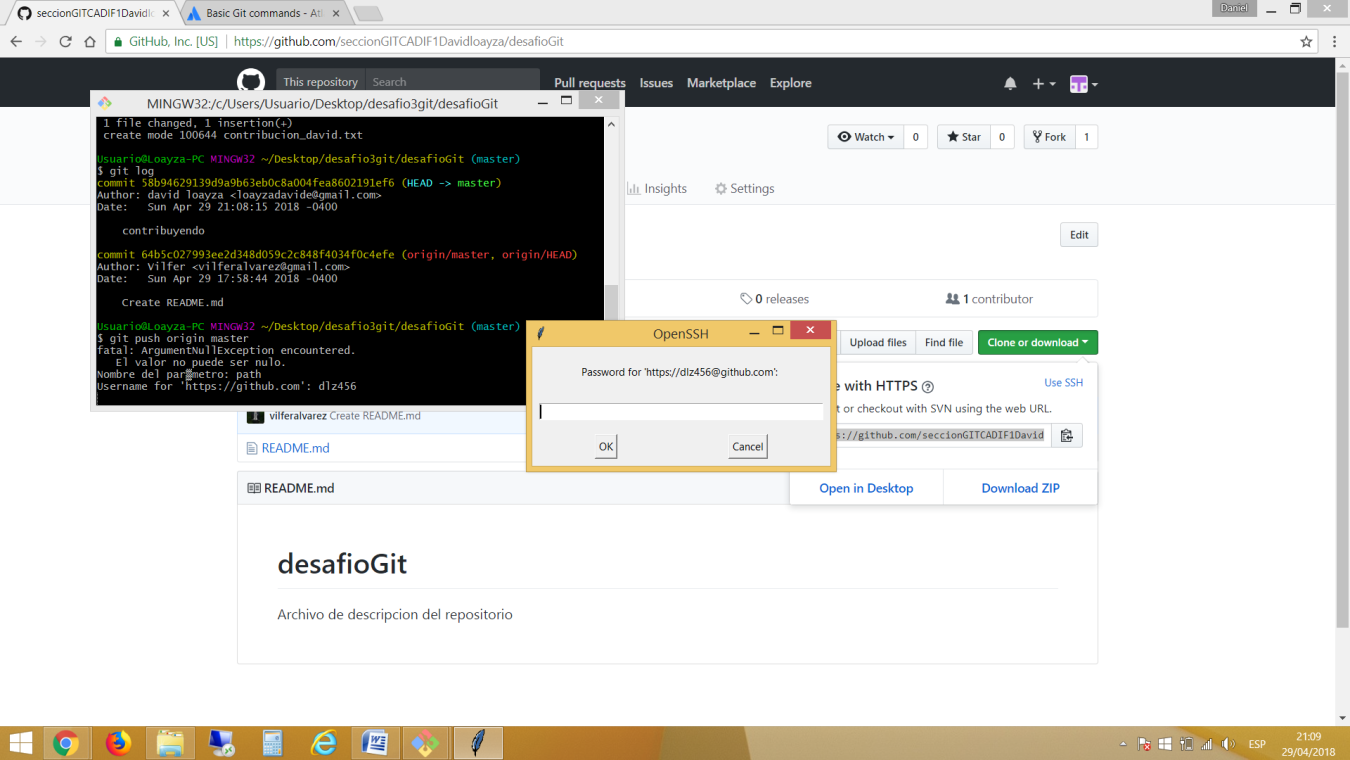 seccionGITCADIF1Davidlo
Basic Git commands - Atl
Daniel
GitHub, Inc. [US]
https://github.com/seccionGITCADIF1Davidloayza/desafioGit
This repository
Search
Pull requests
Issues
Marketplace
Explore
MINGW32:/c/Users/Usuario/Desktop/desafio3git/desafioGit
1 file changed, 1 insertion(+)
create mode 100644 contribucion_david.txt
Usuario@Loayza-PC MINGW32 ~/Desktop/desafio3git/desafioGit (master)
$ git log
commit 58b94629139d9a9b63eb0c8a004fea8602191ef6 (HEAD -> master)
Author: david loayza <loayzadavide@gmail.com>
Date: Sun Apr 29 21:08:15 2018 -0400
contribuyendo
commit 64b5c027993ee2d348d059c2c848f4034f0c4efe (origin/master, origin/HEAD)
Author: Vilfer <vilferalvarez@gmail.com>
Date: Sun Apr 29 17:58:44 2018 -0400
Create README.md
Usuario@Loayza-PC MINGW32 ~/Desktop/desafio3git/desafioGit (master)
$ git push origin master
fatal: ArgumentNullException encountered.
El valor no puede ser nulo.
Nombre del parámetro: path
Username for 'https://github.com': dlz456
Watch 0
Star 0
Fork 1
Insights
Settings
Edit
0 releases
1 contributor
Upload files
Find file
Clone or download
OpenSSH
Password for 'https://dlz456@github.com':
OK
Cancel
e with HTTPS
Use SSH
t or checkout with SVN using the web URL.
s://github.com/seccionGITCADIF1David
Open in Desktop
Download ZIP
vilferalvarez Create README.md
README.md
README.md
desafioGit
Archivo de descripcion del repositorio
ESP
21:09
29/04/2018